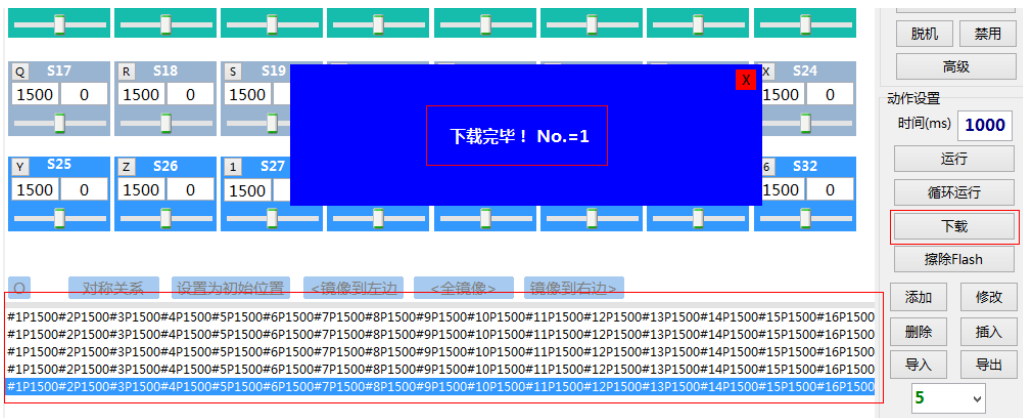 脱机 禁用
高级
Q S17 R S18 S S19 X S24
1500 0 1500 0 1500 1500 0
X
下载完毕！ No.=1
Y S25 Z S26 1 S27 6 S32
1500 0 1500 0 1500 1500 0
动作设置
时间(ms) 1000
运行
循环运行
下载
擦除Flash
添加 修改
删除 插入
导入 导出
5
Q 对称关系 设置为初始位置 <镜像到左边 <全镜像> 镜像到右边>
#1P1500#2P1500#3P1500#4P1500#5P1500#6P1500#7P1500#8P1500#9P1500#10P1500#11P1500#12P1500#13P1500#14P1500#15P1500#16P1500
#1P1500#2P1500#3P1500#4P1500#5P1500#6P1500#7P1500#8P1500#9P1500#10P1500#11P1500#12P1500#13P1500#14P1500#15P1500#16P1500
#1P1500#2P1500#3P1500#4P1500#5P1500#6P1500#7P1500#8P1500#9P1500#10P1500#11P1500#12P1500#13P1500#14P1500#15P1500#16P1500
#1P1500#2P1500#3P1500#4P1500#5P1500#6P1500#7P1500#8P1500#9P1500#10P1500#11P1500#12P1500#13P1500#14P1500#15P1500#16P1500
#1P1500#2P1500#3P1500#4P1500#5P1500#6P1500#7P1500#8P1500#9P1500#10P1500#11P1500#12P1500#13P1500#14P1500#15P1500#16P1500